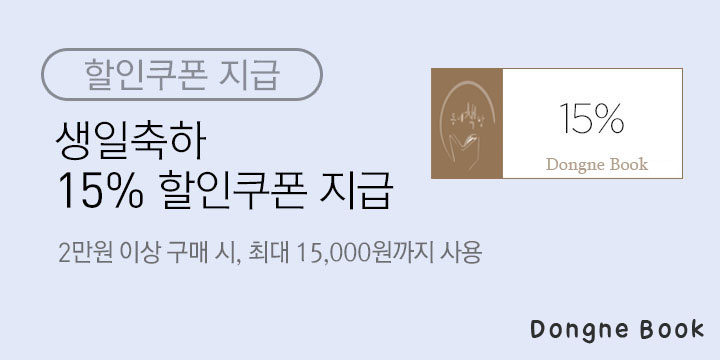 할인쿠폰 지급
생일축하
15% 할인쿠폰 지급
2만원 이상 구매 시, 최대 15,000원까지 사용
15%
Dongne Book
Dongne Book